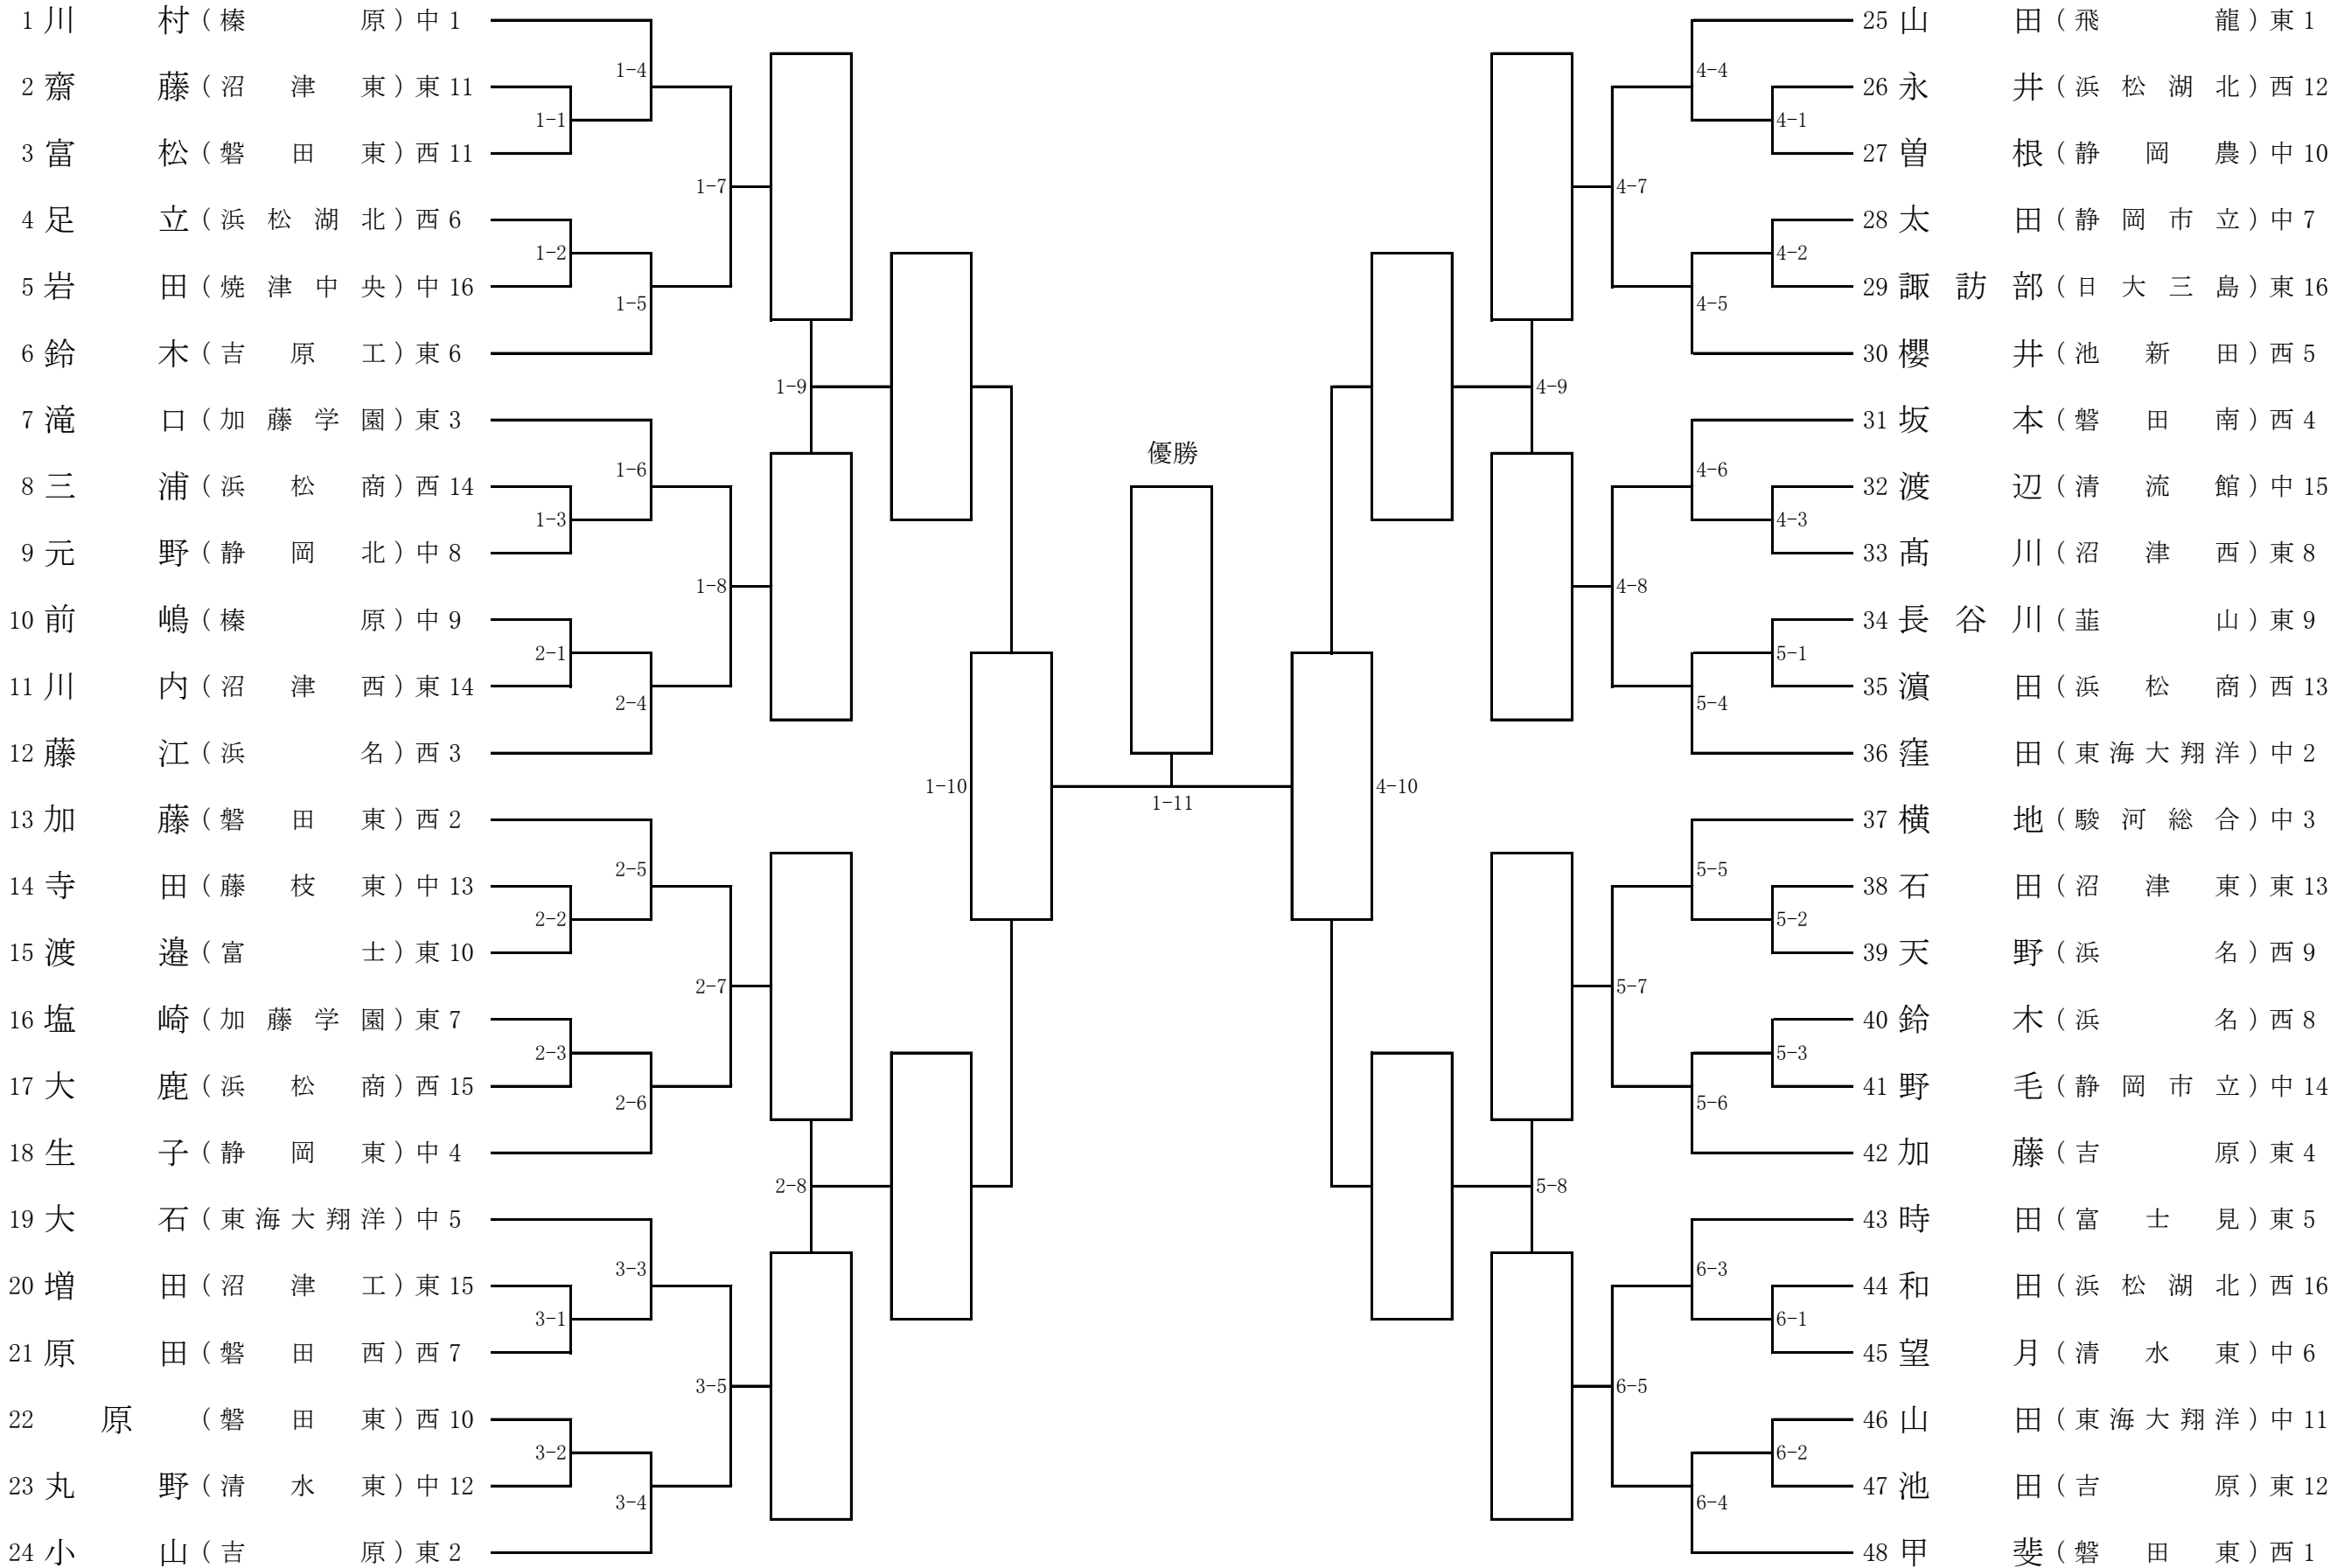 1 川村（榛原）中 1
2 齋藤（沼津東）東 11
3 富松（磐田東）西 11
4 足立（浜松湖北）西 6
5 岩田（焼津中央）中 16
6 鈴木（吉原工）東 6
7 滝口（加藤学園）東 3
8 三浦（浜松商）西 14
9 元野（静岡北）中 8
10 前嶋（榛原）中 9
11 川内（沼津西）東 14
12 藤江（浜名）西 3
13 加藤（磐田東）西 2
14 寺田（藤枝東）中 13
15 渡邉（富士）東 10
16 塩崎（加藤学園）東 7
17 大鹿（浜松商）西 15
18 生子（静岡東）中 4
19 大石（東海大翔洋）中 5
20 増田（沼津工）東 15
21 原田（磐田西）西 7
22 原（磐田東）西 10
23 丸野（清水東）中 12
24 小山（吉原）東 2
1-4
1-1
1-7
1-2
1-5
1-9
1-6
1-3
1-8
2-1
2-4
1-10
2-5
2-2
2-7
2-3
2-6
2-8
3-3
3-1
3-5
3-2
3-4
優勝
1-11
4-4
4-1
4-7
4-2
4-5
4-9
4-6
4-3
4-8
5-1
5-4
4-10
5-5
5-2
5-7
5-3
5-6
5-8
6-3
6-1
6-5
6-2
6-4
25 山田（飛龍）東 1
26 永井（浜松湖北）西 12
27 曽根（静岡農）中 10
28 太田（静岡市立）中 7
29 諏訪部（日大三島）東 16
30 櫻井（池新田）西 5
31 坂本（磐田南）西 4
32 渡辺（清流館）中 15
33 髙川（沼津西）東 8
34 長谷川（韮山）東 9
35 濵田（浜松商）西 13
36 窪田（東海大翔洋）中 2
37 横地（駿河総合）中 3
38 石田（沼津東）東 13
39 天野（浜名）西 9
40 鈴木（浜名）西 8
41 野毛（静岡市立）中 14
42 加藤（吉原）東 4
43 時田（富士見）東 5
44 和田（浜松湖北）西 16
45 望月（清水東）中 6
46 山田（東海大翔洋）中 11
47 池田（吉原）東 12
48 甲斐（磐田東）西 1